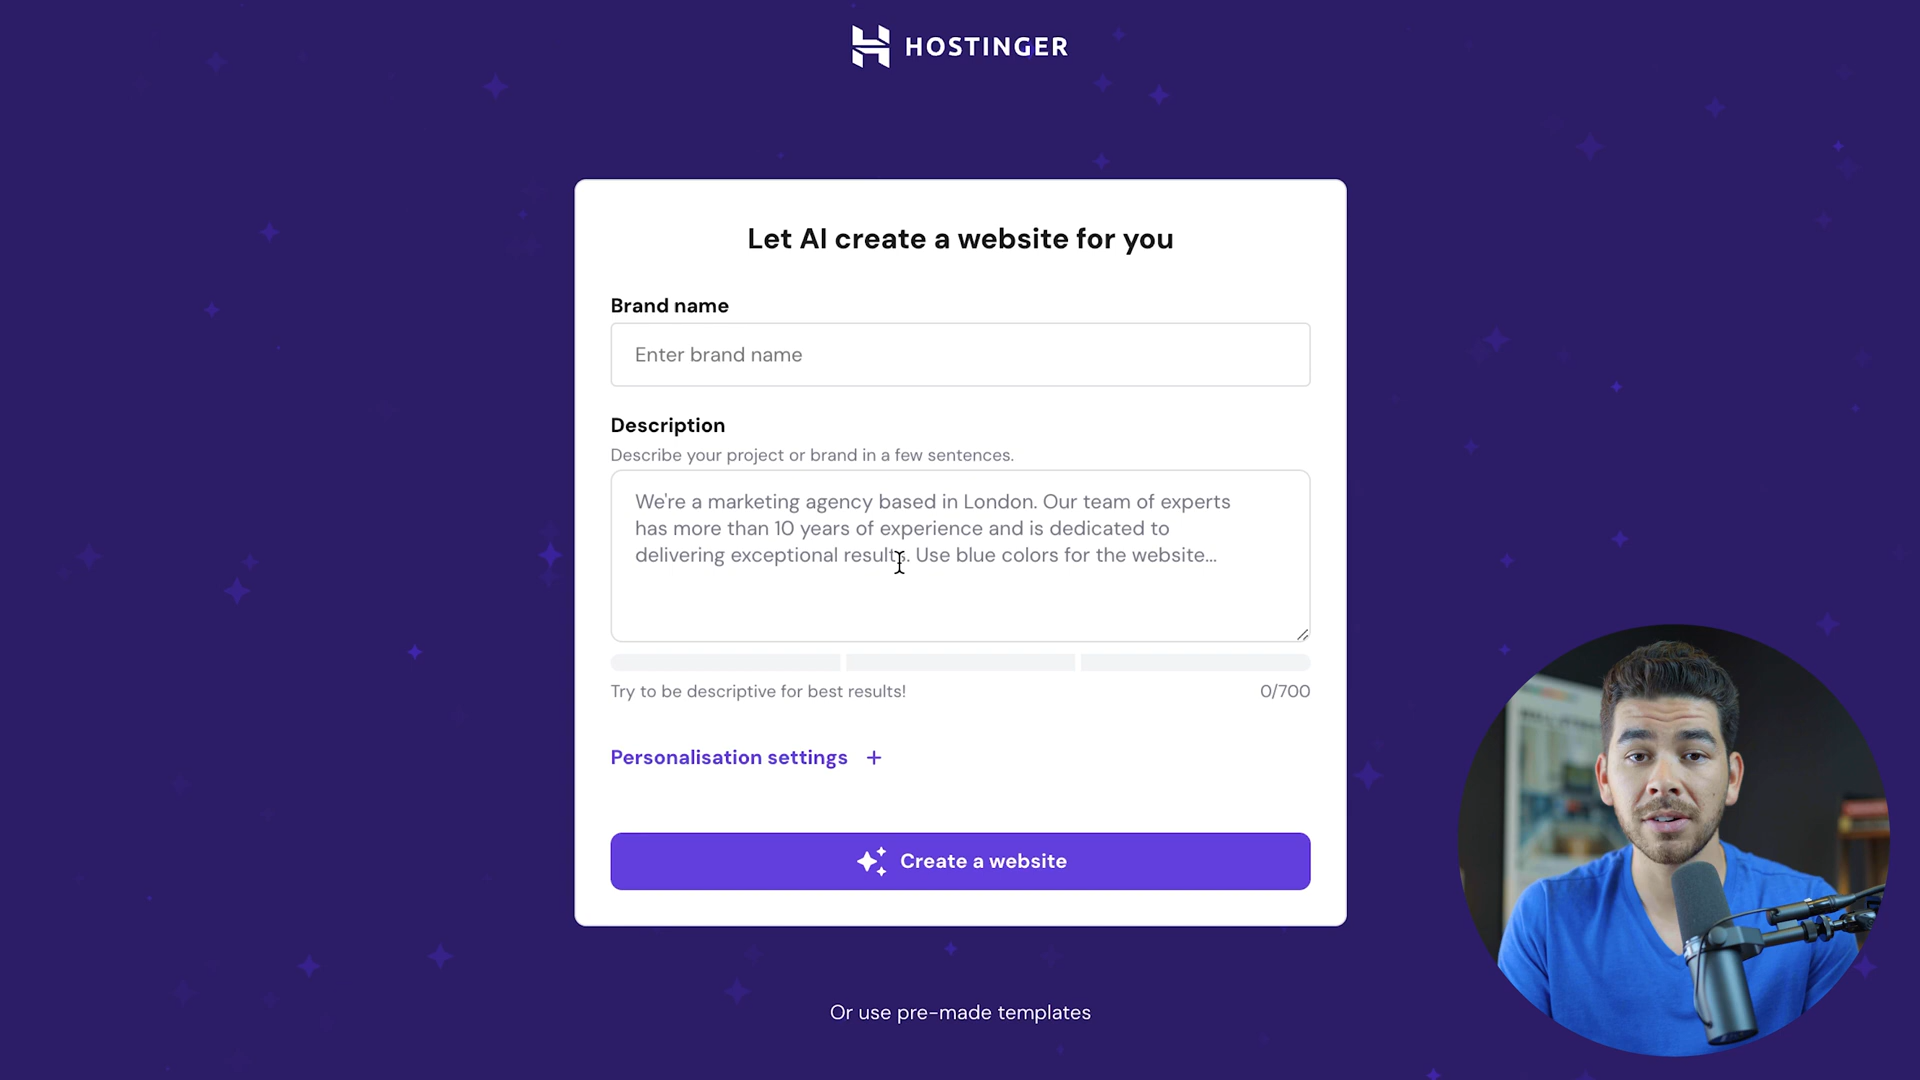 HOSTINGER
Let AI create a website for you
Brand name
Enter brand name
Description
Describe your project or brand in a few sentences.
We're a marketing agency based in London. Our team of experts
has more than 10 years of experience and is dedicated to
delivering exceptional results. Use blue colors for the website...
Try to be descriptive for best results!
0/700
Personalisation settings +
Create a website
Or use pre-made templates